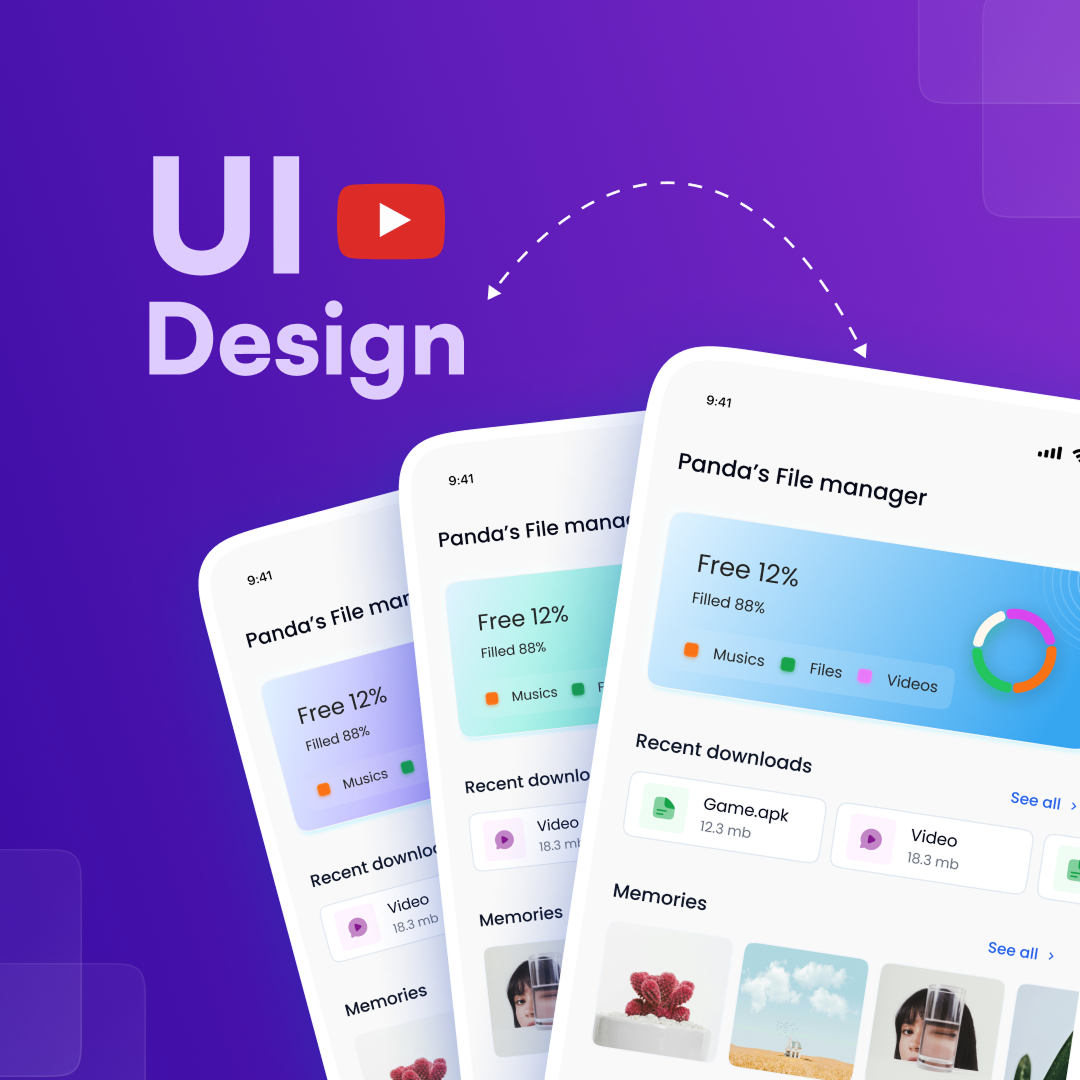 UI
Design
9:41
Panda's File manager
Free 12%
Filled 88%
Musics
Files
Videos
Recent downloads
See all
Game.apk
12.3 mb
Video
18.3 mb
Memories
See all
9:41
Panda's File mana
Free 12%
Filled 88%
Musics
F
Recent downlo
Video
18.3 mb
Memories
9:41
Panda's File mar
Free 12%
Filled 88%
Musics
Recent downloa
Video
18.3 mb
Memories